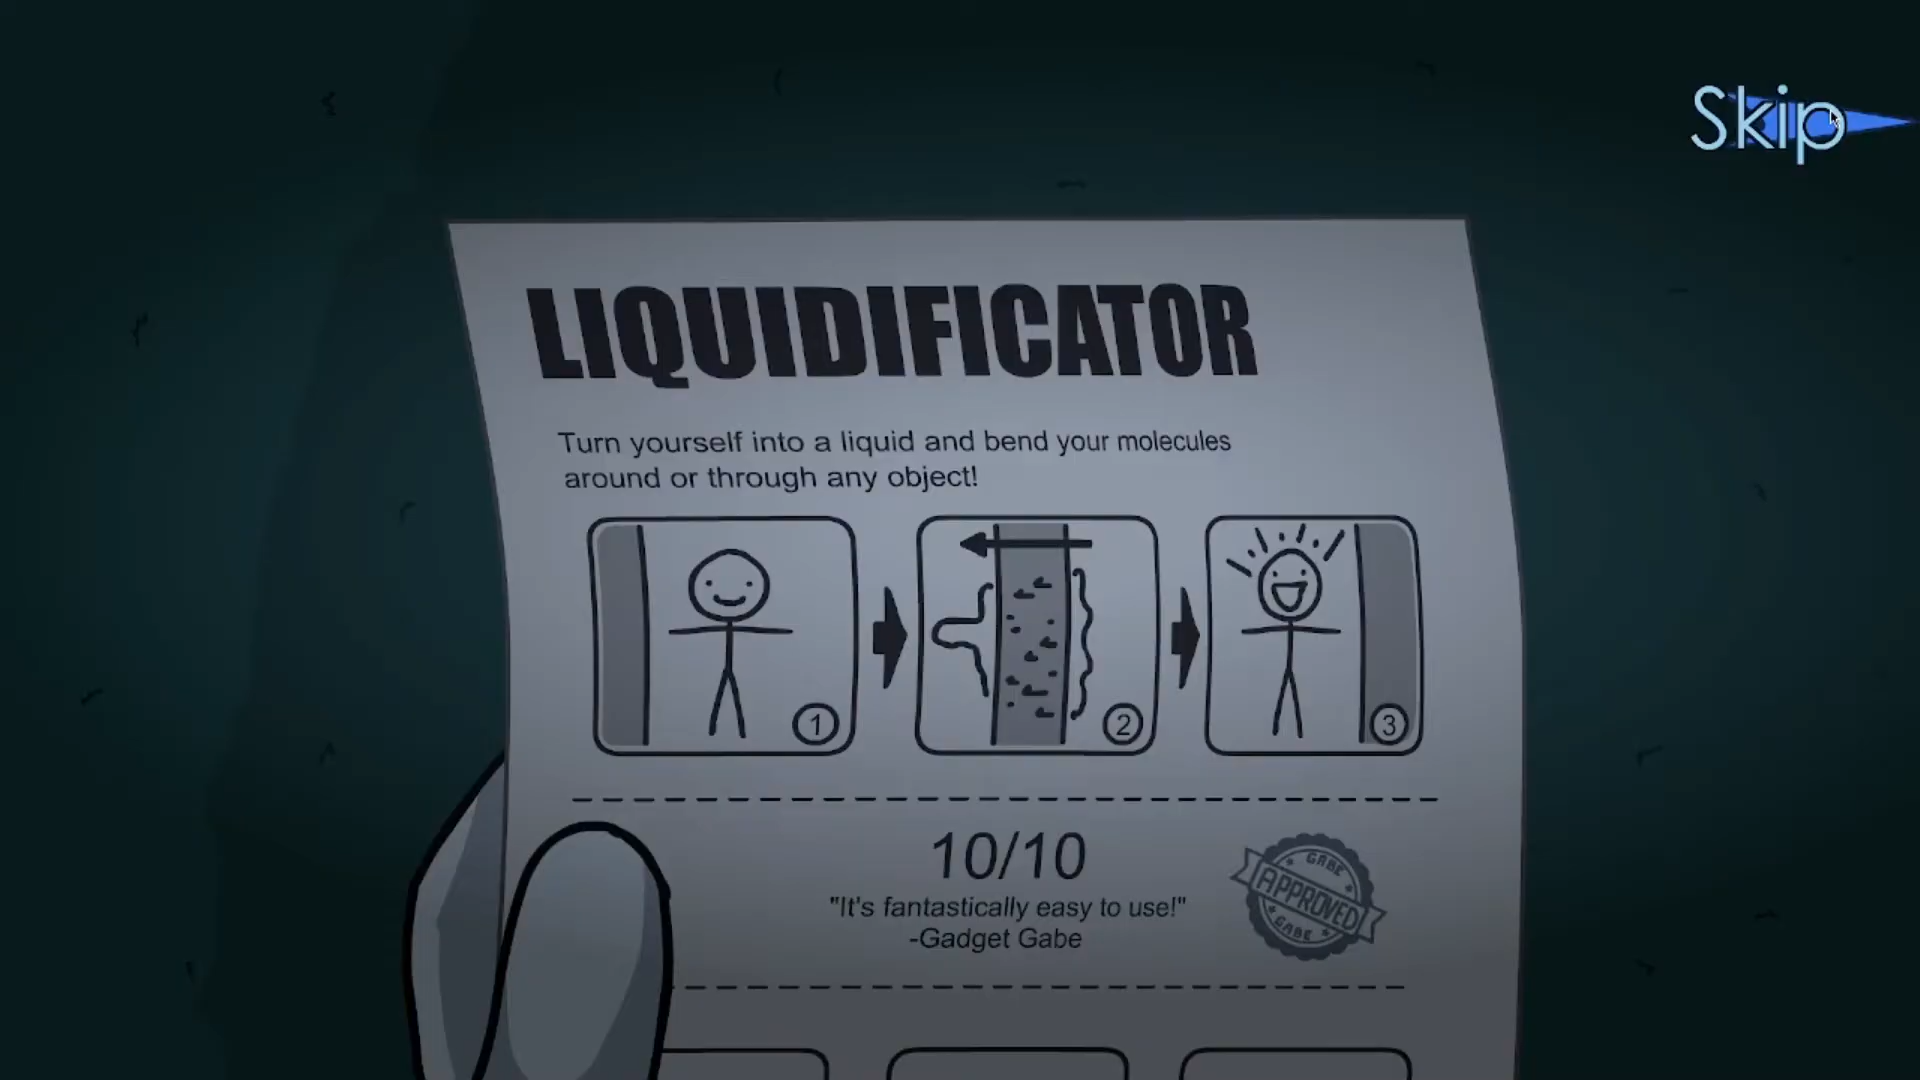 Skip
LIQUIDIFICATOR
Turn yourself into a liquid and bend your molecules
around or through any object!
1
2
3
10/10
"It's fantastically easy to use!"
-Gadget Gabe
GABE
APPROVED
GABE